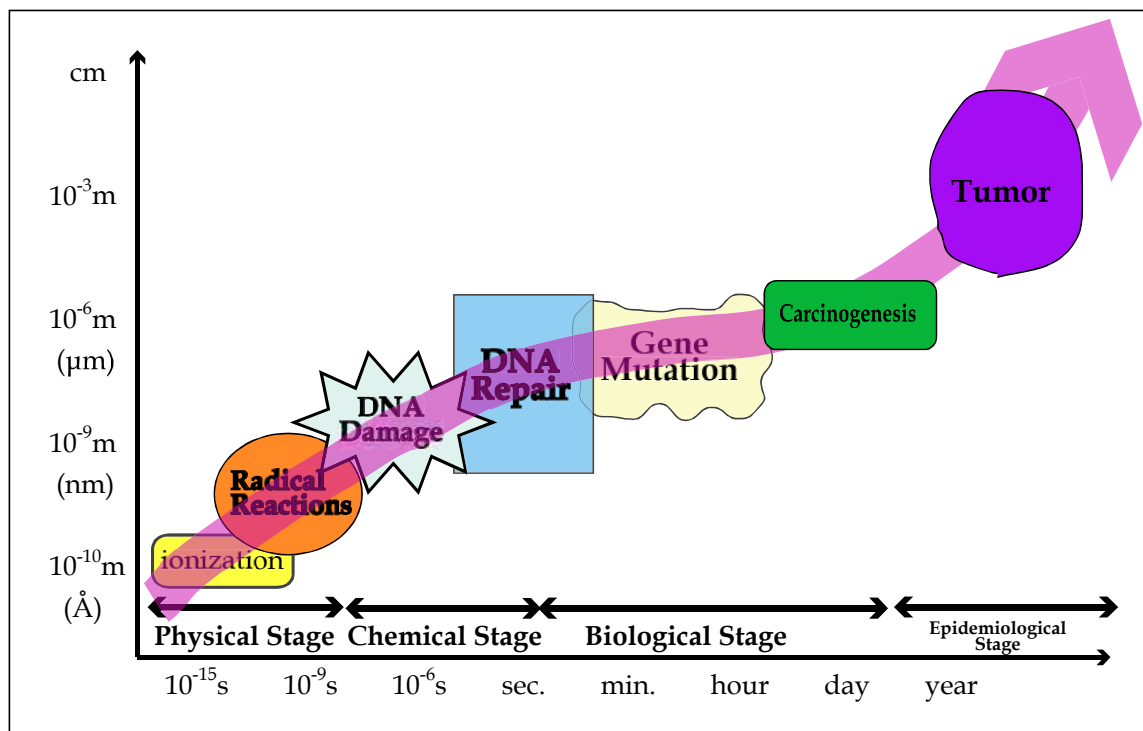 cm
10⁻³m
10⁻⁶m
(µm)
10⁻⁹m
(nm)
10⁻¹⁰m
(Å)
Tumor
Carcinogenesis
Gene
Mutation
DNA
Repair
DNA
Damage
Radical
Reactions
ionization
Physical Stage
Chemical Stage
Biological Stage
Epidemiological
Stage
10⁻¹⁵s 10⁻⁹s 10⁻⁶s sec. min. hour day year